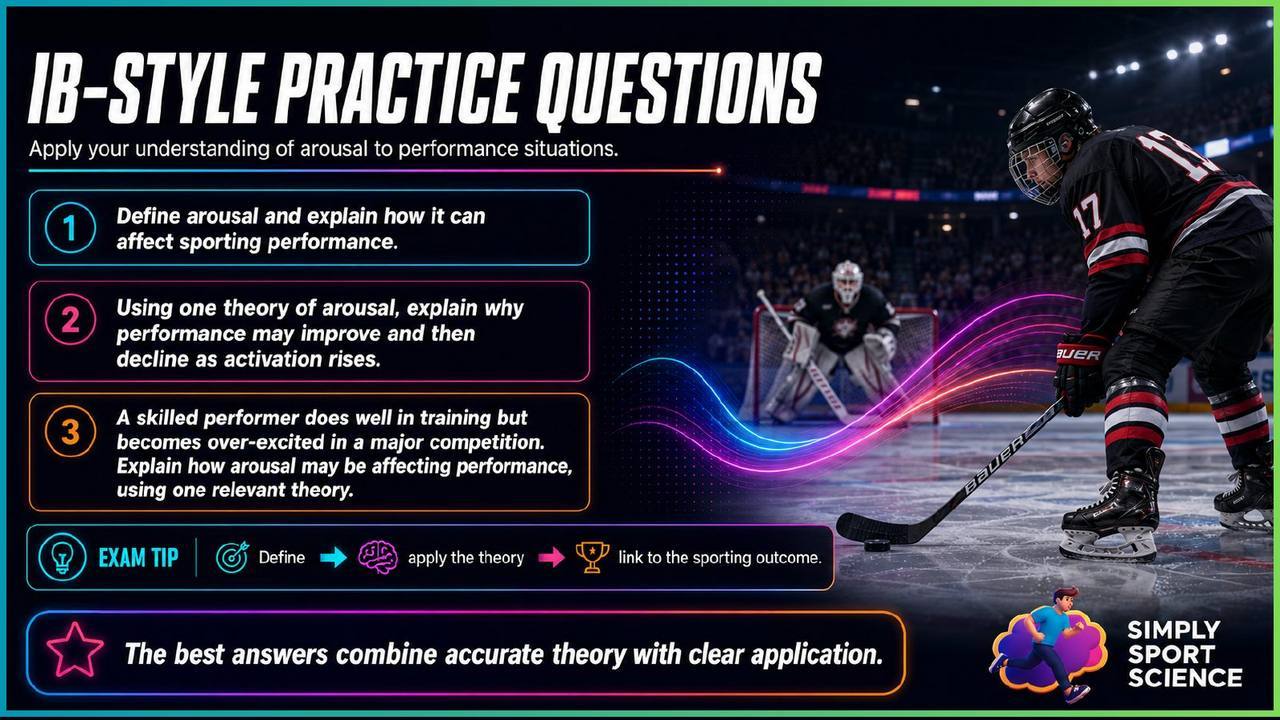 IB-STYLE PRACTICE QUESTIONS
Apply your understanding of arousal to performance situations.
1
Define arousal and explain how it can
affect sporting performance.
2
Using one theory of arousal, explain why
performance may improve and then
decline as activation rises.
3
A skilled performer does well in training but
becomes over-excited in a major competition.
Explain how arousal may be affecting performance,
using one relevant theory.
EXAM TIP
Define
apply the theory
link to the sporting outcome.
The best answers combine accurate theory with clear application.
17
BAUER
BAUER
SIMPLY
SPORT
SCIENCE